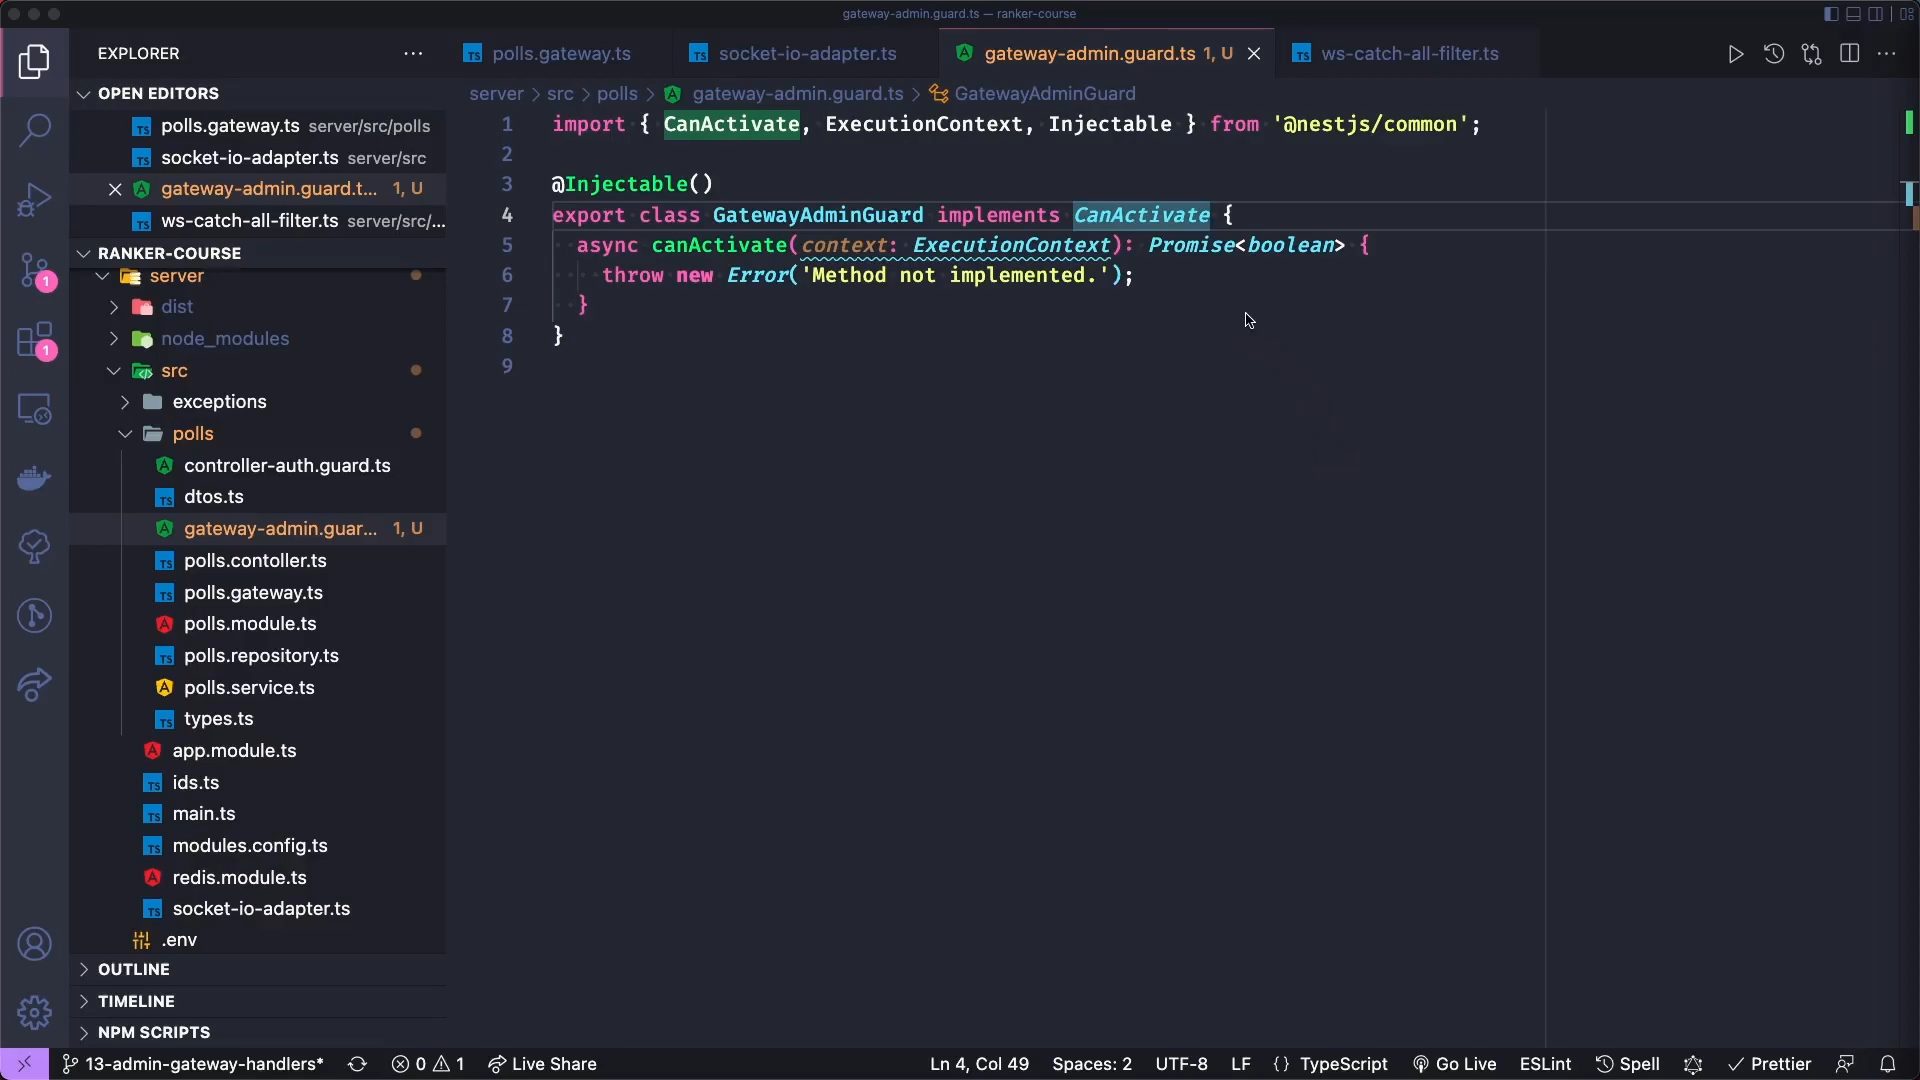 gateway-admin.guard.ts — ranker-course
EXPLORER
polls.gateway.ts
socket-io-adapter.ts
gateway-admin.guard.ts 1, U
ws-catch-all-filter.ts
OPEN EDITORS
polls.gateway.ts server/src/polls
socket-io-adapter.ts server/src
gateway-admin.guard.t... 1, U
ws-catch-all-filter.ts server/src/...
RANKER-COURSE
server
dist
node_modules
src
exceptions
polls
controller-auth.guard.ts
dtos.ts
gateway-admin.guar... 1, U
polls.contoller.ts
polls.gateway.ts
polls.module.ts
polls.repository.ts
polls.service.ts
types.ts
app.module.ts
ids.ts
main.ts
modules.config.ts
redis.module.ts
socket-io-adapter.ts
.env
OUTLINE
TIMELINE
NPM SCRIPTS
1
1
server > src > polls > gateway-admin.guard.ts > GatewayAdminGuard
1 import { CanActivate, ExecutionContext, Injectable } from '@nestjs/common';
2
3 @Injectable()
4 export class GatewayAdminGuard implements CanActivate {
5 async canActivate(context: ExecutionContext): Promise<boolean> {
6 throw new Error('Method not implemented.');
7 }
8 }
9
13-admin-gateway-handlers* 0 1 Live Share Ln 4, Col 49 Spaces: 2 UTF-8 LF {} TypeScript Go Live ESLint Spell Prettier